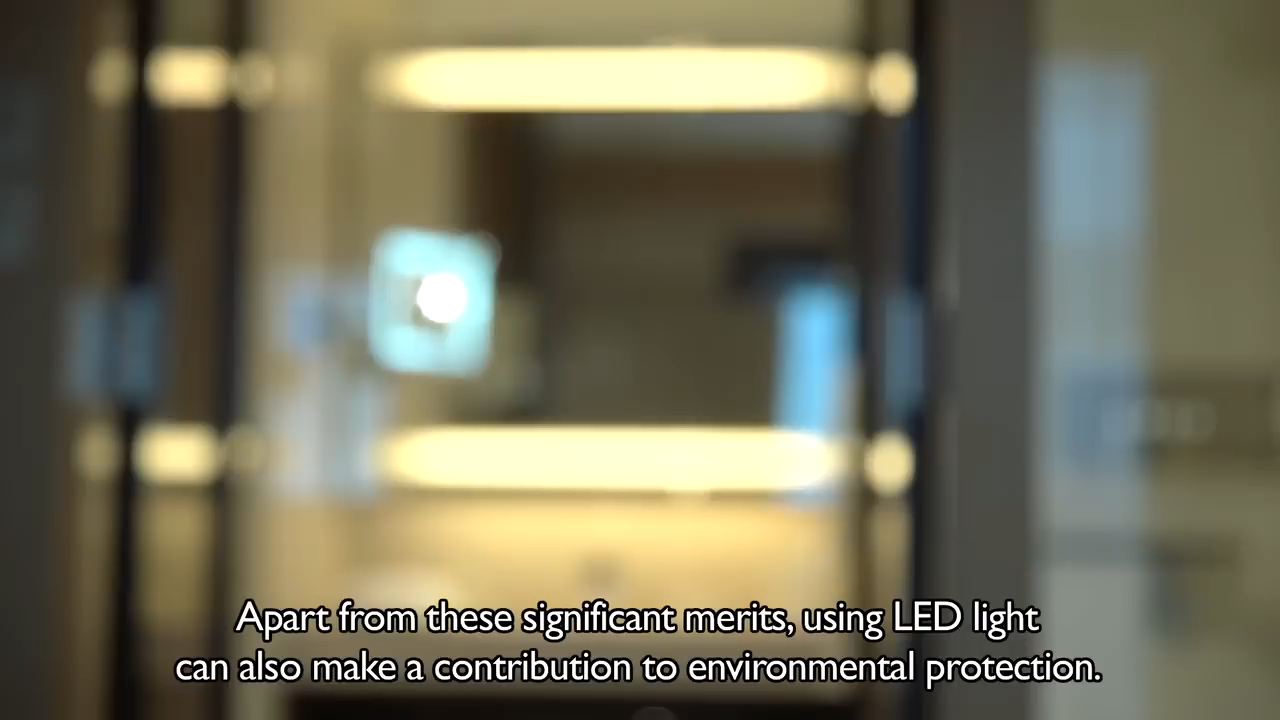 Apart from these significant merits, using LED light
can also make a contribution to environmental protection.